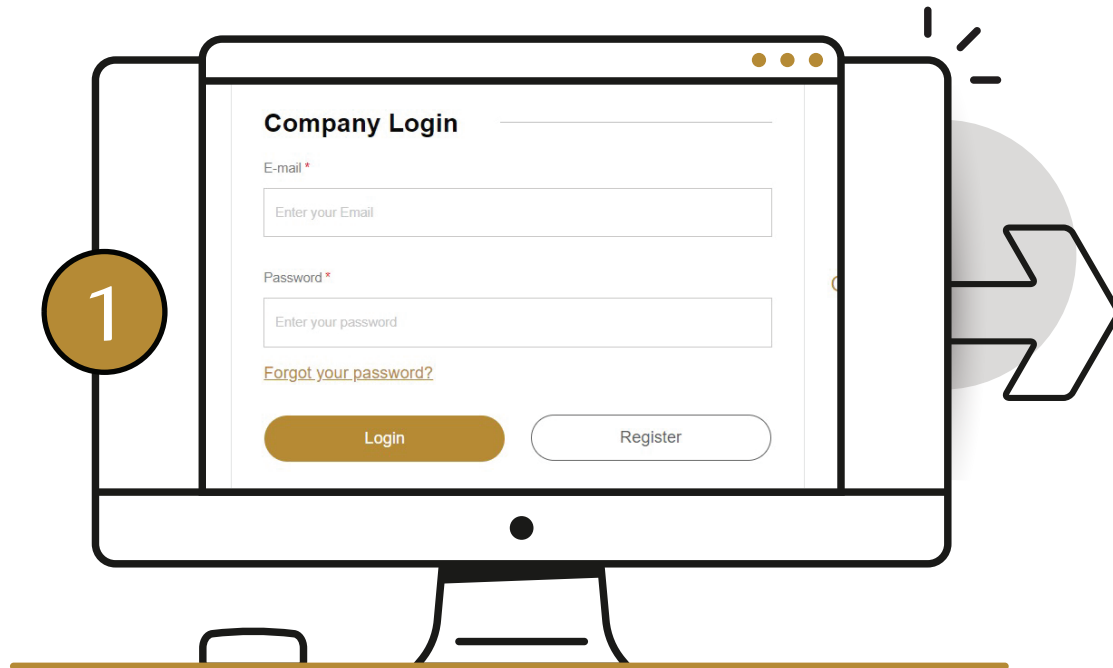 Company Login
E-mail *
Enter your Email
1
Password *
Enter your password
Forgot your password?
Login
Register